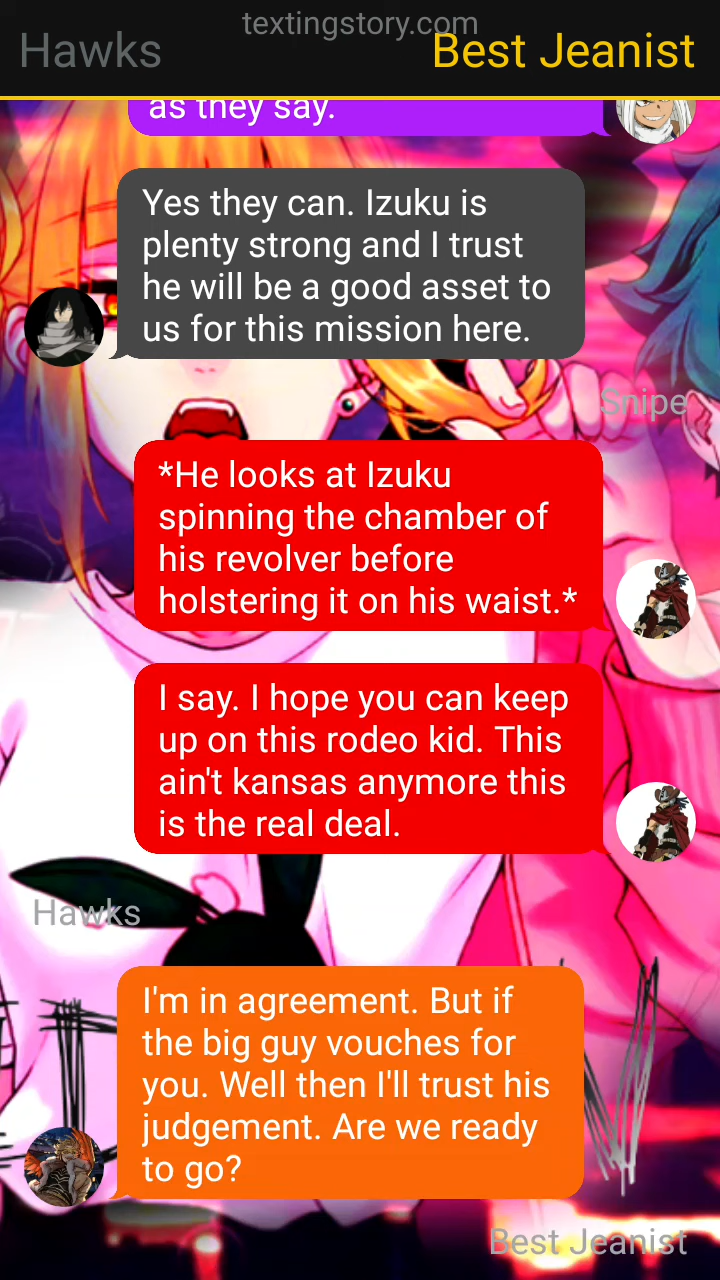 textingstory.com
Hawks
Best Jeanist
as they say.
Yes they can. Izuku is
plenty strong and I trust
he will be a good asset to
us for this mission here.
Snipe
*He looks at Izuku
spinning the chamber of
his revolver before
holstering it on his waist.*
I say. I hope you can keep
up on this rodeo kid. This
ain't kansas anymore this
is the real deal.
Hawks
I'm in agreement. But if
the big guy vouches for
you. Well then I'll trust his
judgement. Are we ready
to go?
Best Jeanist